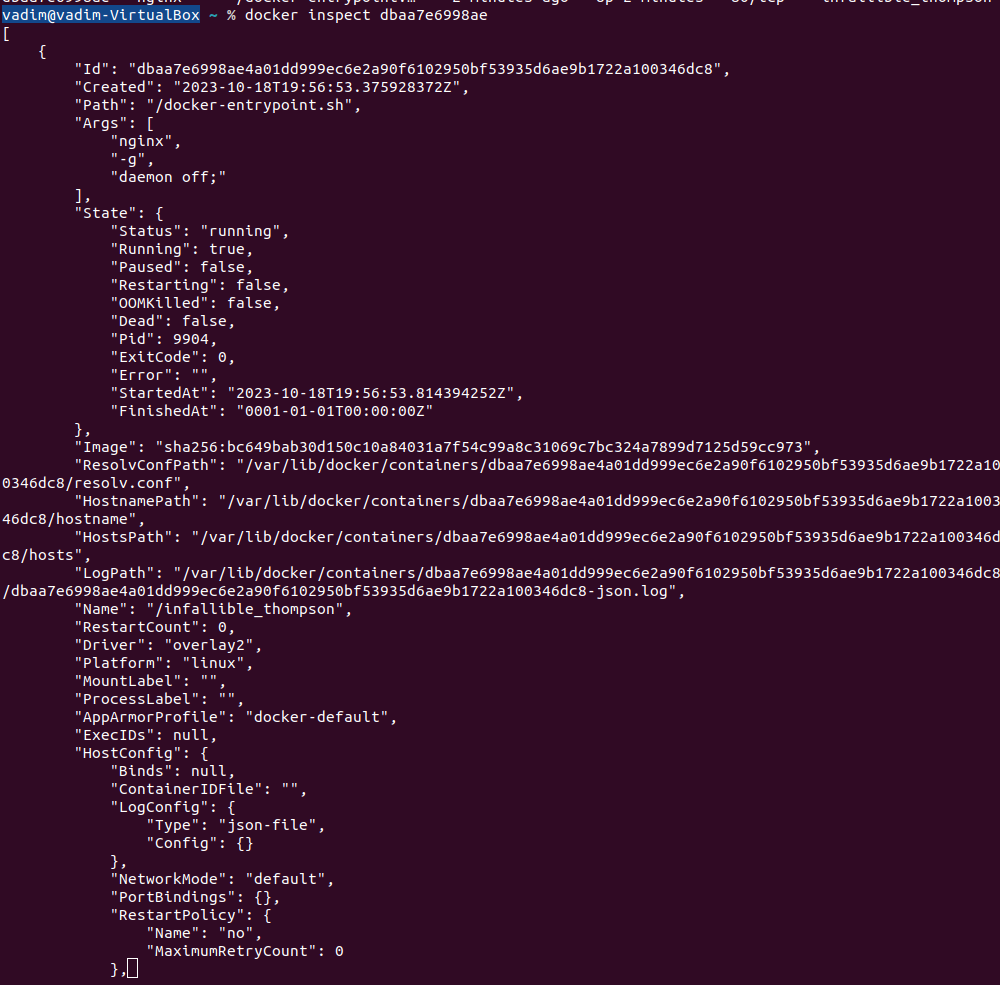 vadim@vadim-VirtualBox ~ % docker inspect dbaa7e6998ae
[
    {
        "Id": "dbaa7e6998ae4a01dd999ec6e2a90f6102950bf53935d6ae9b1722a100346dc8",
        "Created": "2023-10-18T19:56:53.375928372Z",
        "Path": "/docker-entrypoint.sh",
        "Args": [
            "nginx",
            "-g",
            "daemon off;"
        ],
        "State": {
            "Status": "running",
            "Running": true,
            "Paused": false,
            "Restarting": false,
            "OOMKilled": false,
            "Dead": false,
            "Pid": 9904,
            "ExitCode": 0,
            "Error": "",
            "StartedAt": "2023-10-18T19:56:53.814394252Z",
            "FinishedAt": "0001-01-01T00:00:00Z"
        },
        "Image": "sha256:bc649bab30d150c10a84031a7f54c99a8c31069c7bc324a7899d7125d59cc973",
        "ResolvConfPath": "/var/lib/docker/containers/dbaa7e6998ae4a01dd999ec6e2a90f6102950bf53935d6ae9b1722a10
0346dc8/resolv.conf",
        "HostnamePath": "/var/lib/docker/containers/dbaa7e6998ae4a01dd999ec6e2a90f6102950bf53935d6ae9b1722a1003
46dc8/hostname",
        "HostsPath": "/var/lib/docker/containers/dbaa7e6998ae4a01dd999ec6e2a90f6102950bf53935d6ae9b1722a100346d
c8/hosts",
        "LogPath": "/var/lib/docker/containers/dbaa7e6998ae4a01dd999ec6e2a90f6102950bf53935d6ae9b1722a100346dc8
/dbaa7e6998ae4a01dd999ec6e2a90f6102950bf53935d6ae9b1722a100346dc8-json.log",
        "Name": "/infallible_thompson",
        "RestartCount": 0,
        "Driver": "overlay2",
        "Platform": "linux",
        "MountLabel": "",
        "ProcessLabel": "",
        "AppArmorProfile": "docker-default",
        "ExecIDs": null,
        "HostConfig": {
            "Binds": null,
            "ContainerIDFile": "",
            "LogConfig": {
                "Type": "json-file",
                "Config": {}
            },
            "NetworkMode": "default",
            "PortBindings": {},
            "RestartPolicy": {
                "Name": "no",
                "MaximumRetryCount": 0
            },